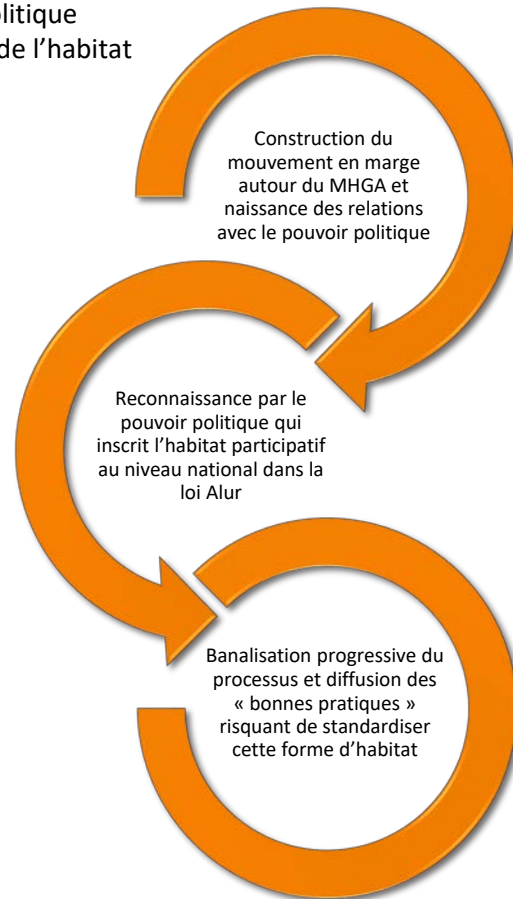 olitique
de l’habitat
Construction du
mouvement en marge
autour du MHGA et
naissance des relations
avec le pouvoir politique
Reconnaissance par le
pouvoir politique qui
inscrit l’habitat participatif
au niveau national dans la
loi Alur
Banalisation progressive du
processus et diffusion des
« bonnes pratiques »
risquant de standardiser
cette forme d’habitat